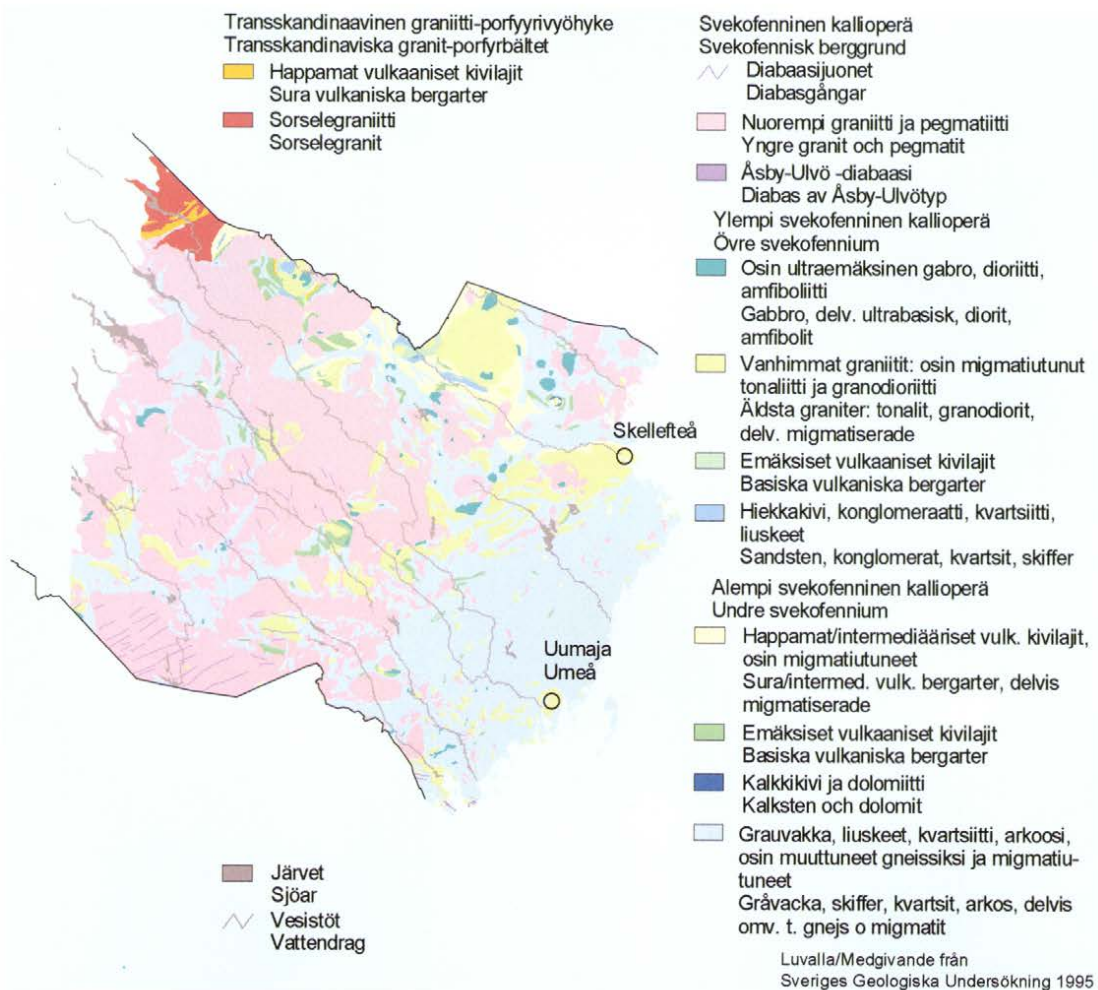 Transskandinaavinen graniitti-porfyyrivyöhyke
Transskandinaviska granit-porfyrbältet
Happamat vulkaaniset kivilajit
Sura vulkaniska bergarter
Sorselegraniitti
Sorselegranit
Svekofenninen kallioperä
Svekofennisk berggrund
Diabaasijuonet
Diabasgångar
Nuorempi graniitti ja pegmatiitti
Yngre granit och pegmatit
Åsby-Ulvö -diabaasi
Diabas av Åsby-Ulvötyp
Ylempi svekofenninen kallioperä
Övre svekofennium
Osin ultraemäksinen gabro, dioriitti,
amfiboliitti
Gabbro, delv. ultrabasisk, diorit,
amfibolit
Vanhimmat graniitit: osin migmatiutunut
tonaliitti ja granodioriitti
Äldsta graniter: tonalit, granodiorit,
delv. migmatiserade
Emäksiset vulkaaniset kivilajit
Basiska vulkaniska bergarter
Hiekkakivi, konglomeraatti, kvartsiitti,
liuskeet
Sandsten, konglomerat, kvartsit, skiffer
Alempi svekofenninen kallioperä
Undre svekofennium
Happamat/intermediääriset vulk. kivilajit,
osin migmatiutuneet
Sura/intermed. vulk. bergarter, delvis
migmatiserade
Emäksiset vulkaaniset kivilajit
Basiska vulkaniska bergarter
Kalkkikivi ja dolomiitti
Kalksten och dolomit
Grauvakka, liuskeet, kvartsiitti, arkoosi,
osin muuttuneet gneissiksi ja migmatiu-
tuneet
Gråvacka, skiffer, kvartsit, arkos, delvis
omv. t. gnejs o migmatit
Skellefteå
Uumaja
Umeå
Järvet
Sjöar
Vesistöt
Vattendrag
Luvalla/Medgivande från
Sveriges Geologiska Undersökning 1995